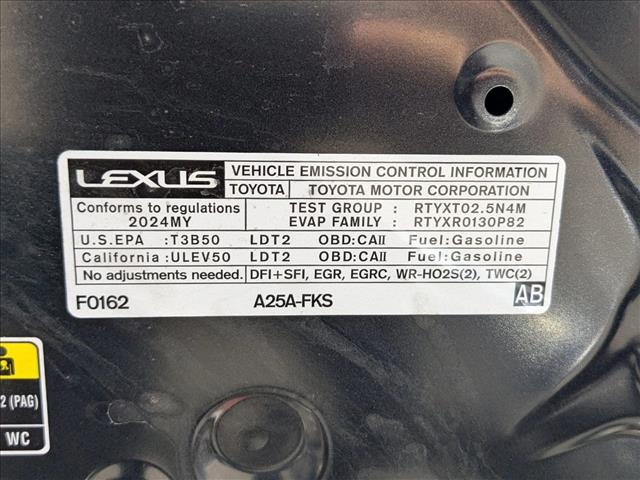 LEXUS VEHICLE EMISSION CONTROL INFORMATION
TOYOTA TOYOTA MOTOR CORPORATION
Conforms to regulations TEST GROUP : RTYXT02.5N4M
2024MY EVAP FAMILY : RTYXR0130P82
U.S.EPA :T3B50 LDT2 OBD:CAII Fuel:Gasoline
California :ULEV50 LDT2 OBD:CAII Fuel:Gasoline
No adjustments needed. DFI+SFI, EGR, EGRC, WR-HO2S(2), TWC(2)
F0162 A25A-FKS AB
2 (PAG)
WC